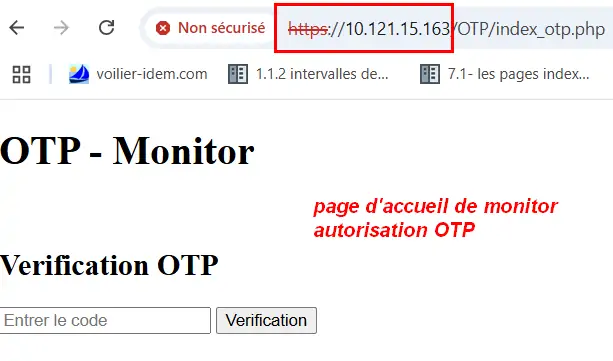 Non sécurisé https://10.121.15.163/OTP/index_otp.php
voilier-idem.com 1.1.2 intervalles de... 7.1- les pages index...
OTP - Monitor
page d'accueil de monitor
autorisation OTP
Verification OTP
Entrer le code Verification